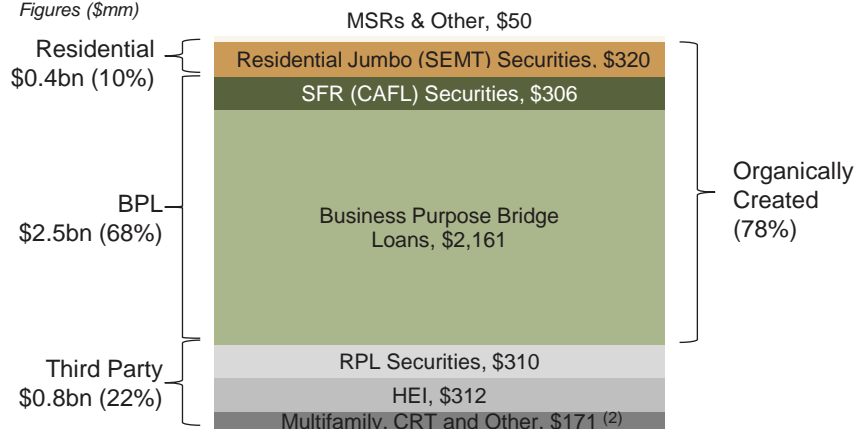 Figures ($mm)
MSRs & Other, $50
Residential
$0.4bn (10%)
Residential Jumbo (SEMT) Securities, $320
SFR (CAFL) Securities, $306
BPL
$2.5bn (68%)
Business Purpose Bridge
Loans, $2,161
Organically
Created
(78%)
Third Party
$0.8bn (22%)
RPL Securities, $310
HEI, $312
Multifamily, CRT and Other, $171 (2)